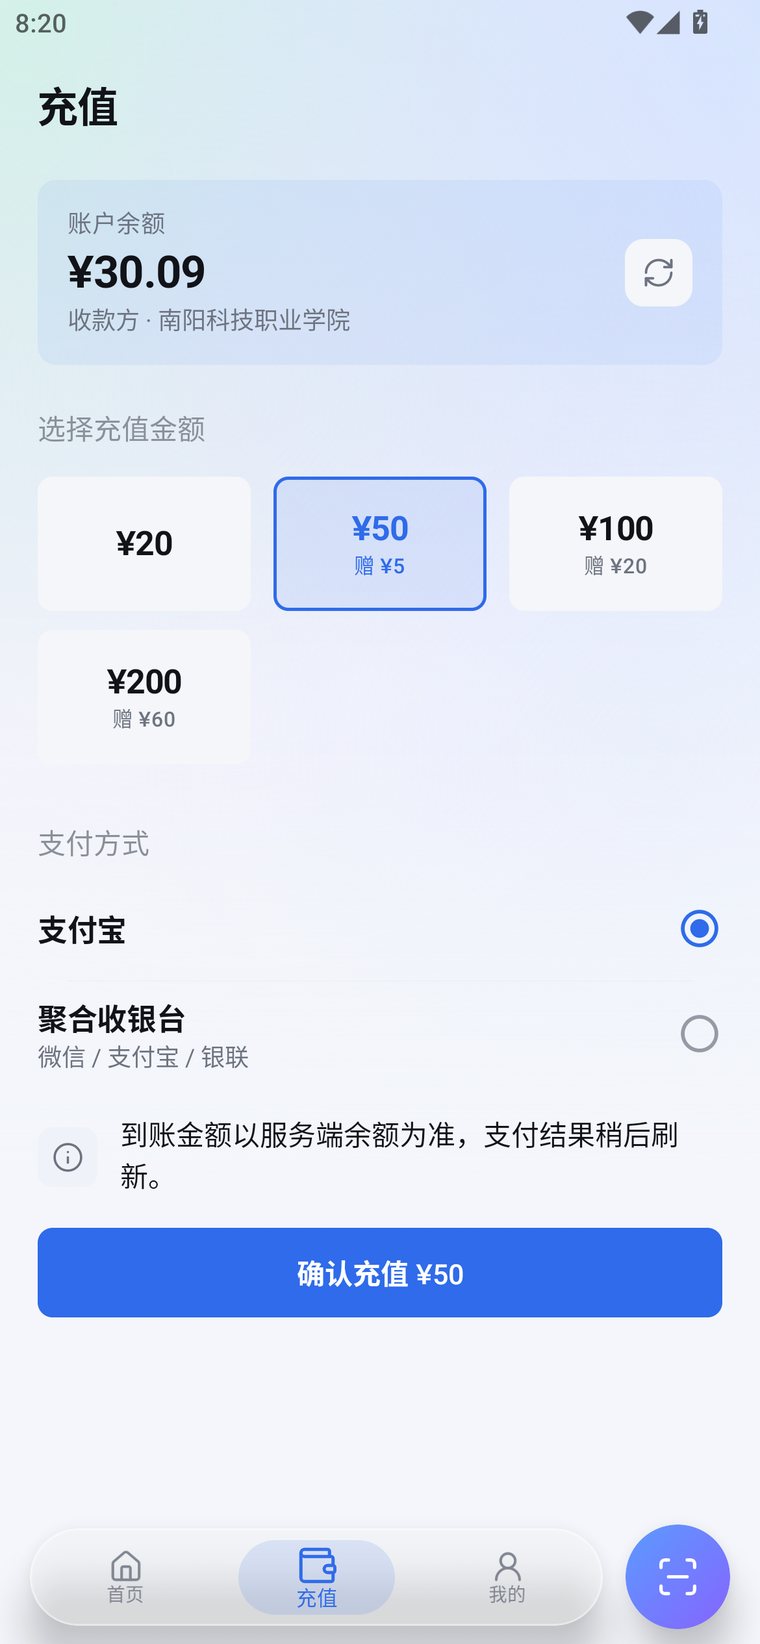 8:20
充值
账户余额
¥30.09
收款方 · 南阳科技职业学院
选择充值金额
¥20
¥50
赠 ¥5
¥100
赠 ¥20
¥200
赠 ¥60
支付方式
支付宝
聚合收银台
微信 / 支付宝 / 银联
到账金额以服务端余额为准，支付结果稍后刷
新。
确认充值 ¥50
首页
充值
我的